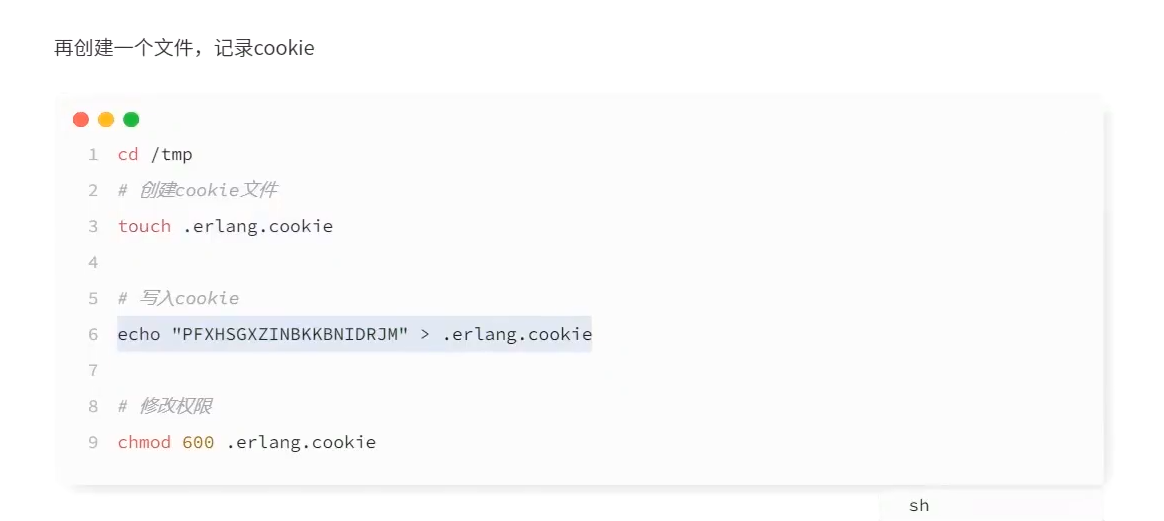 再创建一个文件，记录cookie
1 cd /tmp
2 # 创建cookie文件
3 touch .erlang.cookie
4
5 # 写入cookie
6 echo "PFXHSGXZINBKKBNIDRJM" > .erlang.cookie
7
8 # 修改权限
9 chmod 600 .erlang.cookie
sh